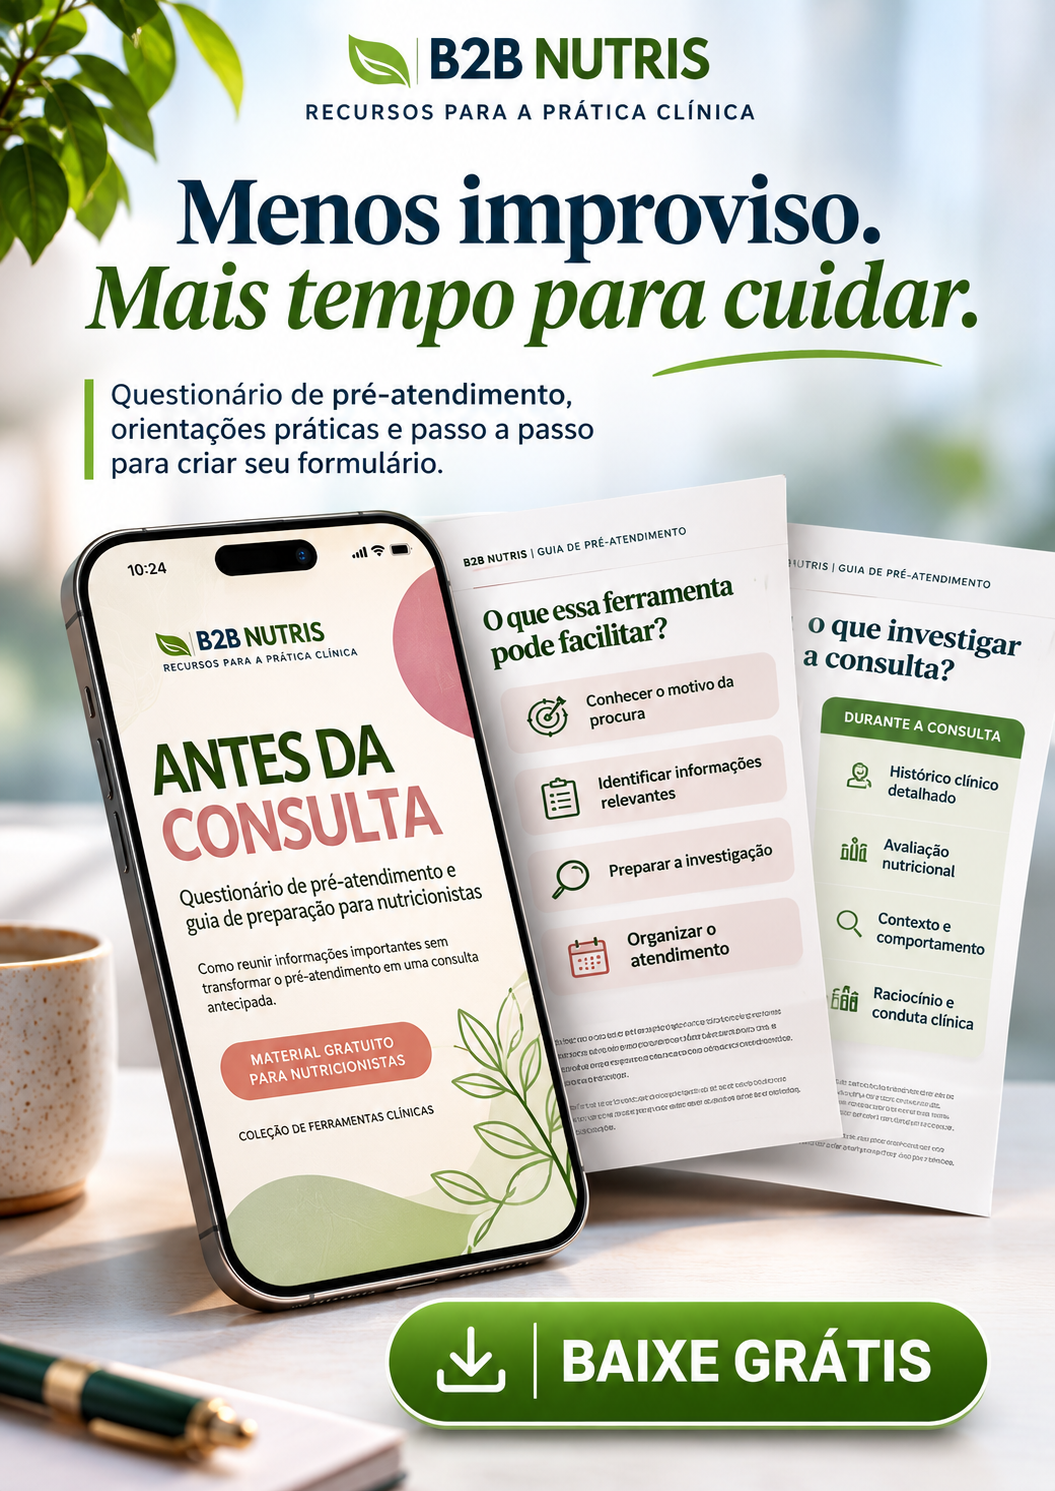 B2B NUTRIS
RECURSOS PARA A PRÁTICA CLÍNICA
Menos improviso.
Mais tempo para cuidar.
Questionário de pré-atendimento,
orientações práticas e passo a passo
para criar seu formulário.
10:24
B2B NUTRIS
RECURSOS PARA A PRÁTICA CLÍNICA
ANTES DA
CONSULTA
Questionário de pré-atendimento e
guia de preparação para nutricionistas
Como reunir informações importantes sem
transformar o pré-atendimento em uma consulta
antecipada.
MATERIAL GRATUITO
PARA NUTRICIONISTAS
COLEÇÃO DE FERRAMENTAS CLÍNICAS
B2B NUTRIS | GUIA DE PRÉ-ATENDIMENTO
O que essa ferramenta
pode facilitar?
Conhecer o motivo da
procura
Identificar informações
relevantes
Preparar a investigação
Organizar o
atendimento
NUTRIS | GUIA DE PRÉ-ATENDIMENTO
o que investigar
a consulta?
DURANTE A CONSULTA
Histórico clínico
detalhado
Avaliação
nutricional
Contexto e
comportamento
Raciocínio e
conduta clínica
BAIXE GRÁTIS